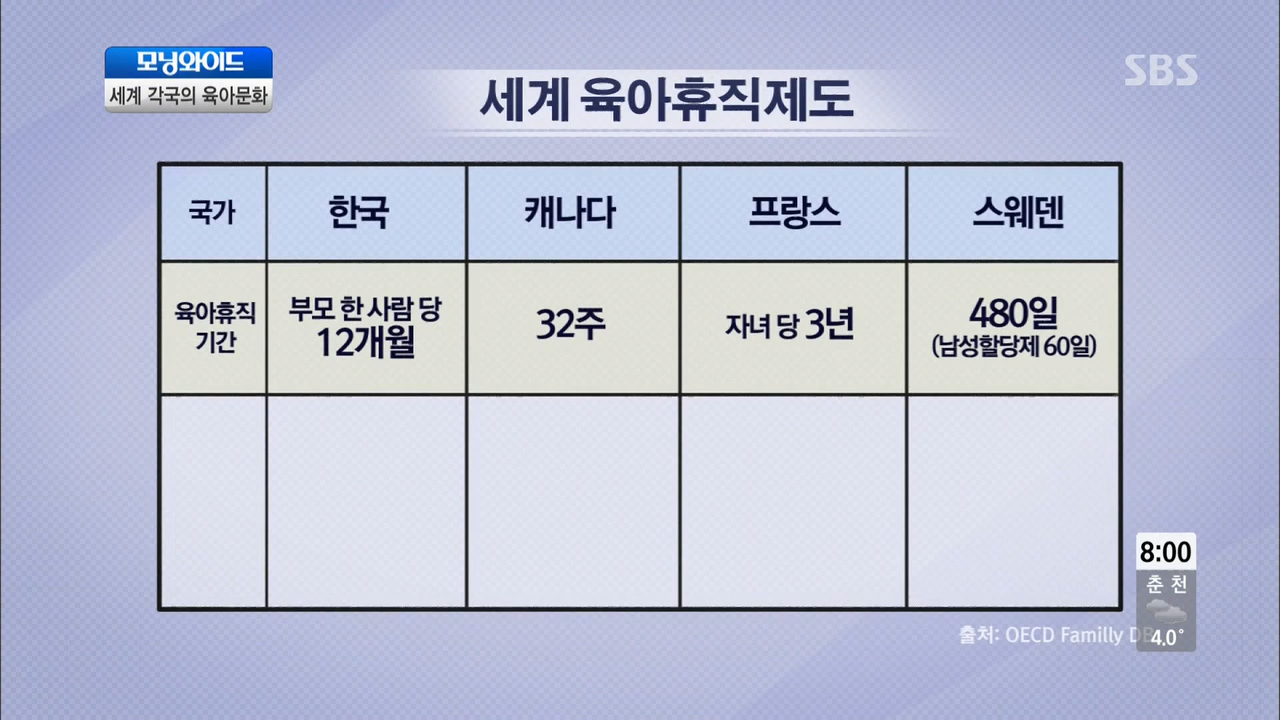 모닝와이드
세계 각국의 육아문화
SBS
세계 육아휴직제도
국가
한국
캐나다
프랑스
스웨덴
육아휴직
기간
부모 한 사람 당
12개월
32주
자녀 당 3년
480일
(남성할당제 60일)
8:00
춘천
4.0°
출처: OECD Familly DB